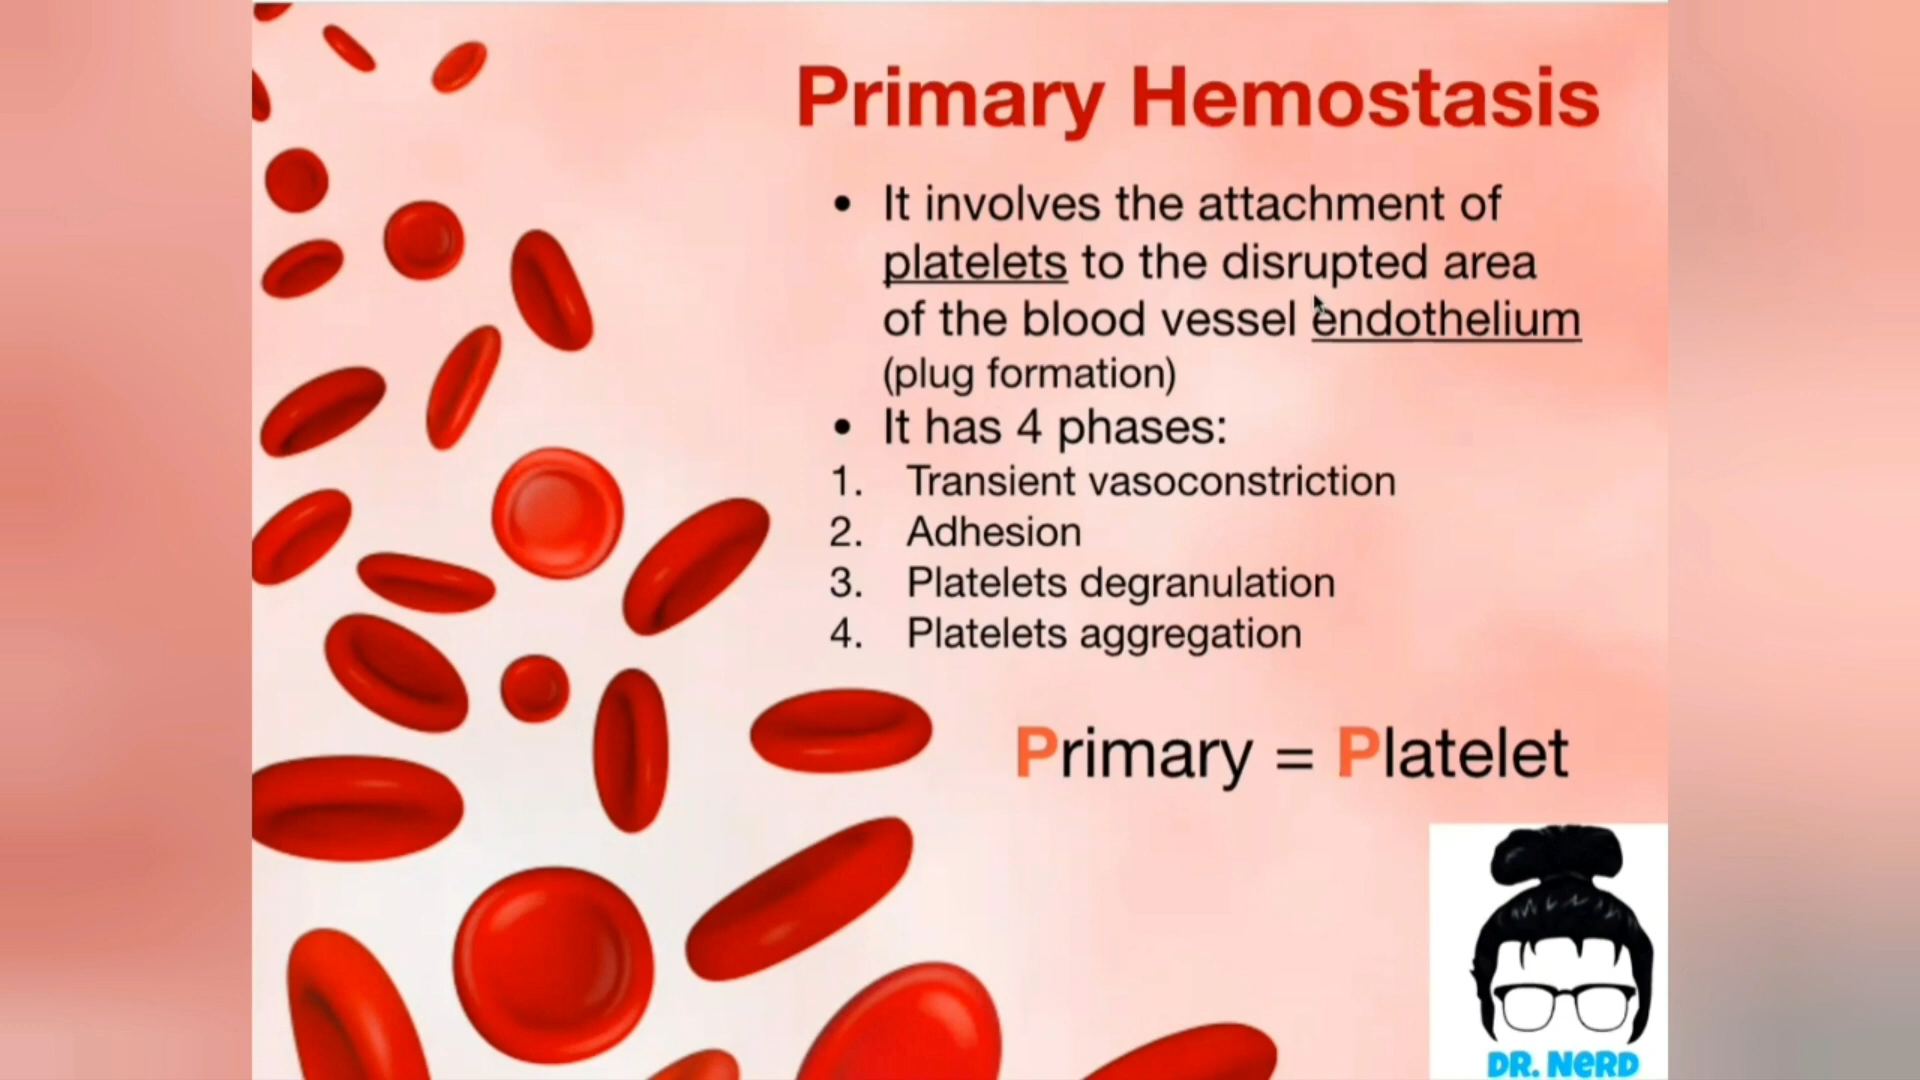 Primary Hemostasis
• It involves the attachment of
platelets to the disrupted area
of the blood vessel endothelium
(plug formation)
• It has 4 phases:
1. Transient vasoconstriction
2. Adhesion
3. Platelets degranulation
4. Platelets aggregation
Primary = Platelet
DR. NeRD